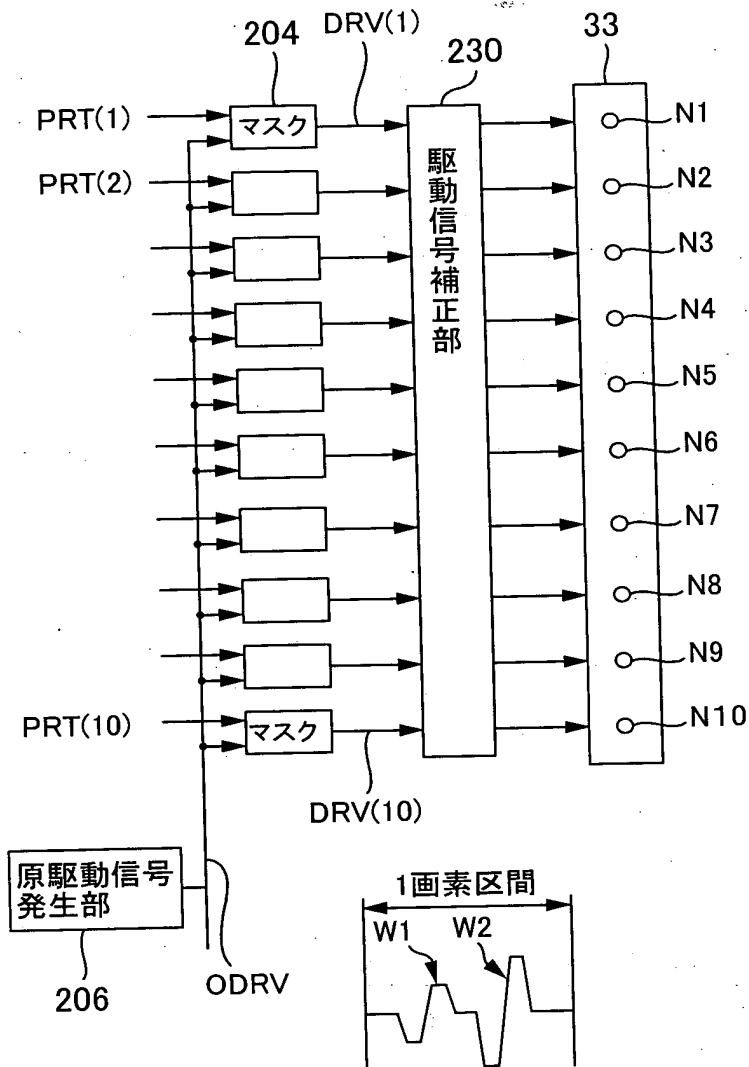 204
DRV(1)
230
33
PRT(1)
マスク
N1
PRT(2)
N2
駆動信号補正部
N3
N4
N5
N6
N7
N8
N9
PRT(10)
マスク
N10
DRV(10)
原駆動信号
発生部
206
ODRV
1画素区間
W1
W2